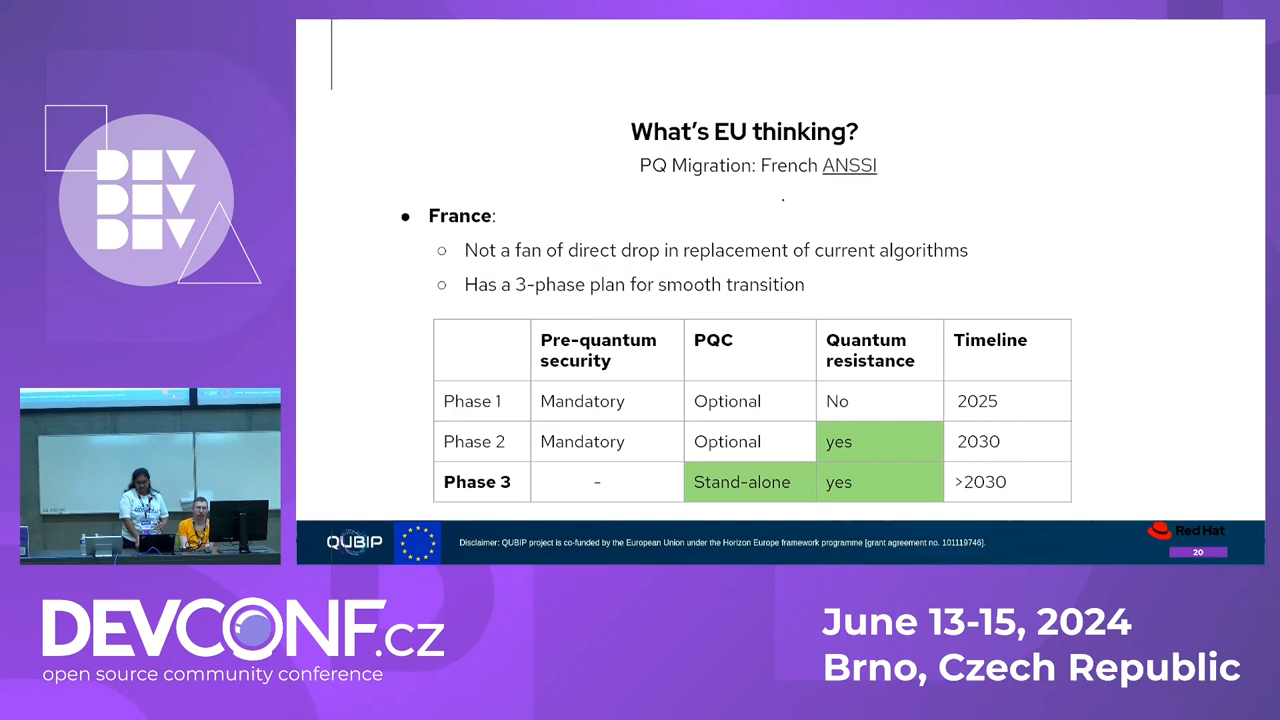 DEV
DEV
DEV
What's EU thinking?
PQ Migration: French ANSSI
● France:
○ Not a fan of direct drop in replacement of current algorithms
○ Has a 3-phase plan for smooth transition
Pre-quantum security PQC Quantum resistance Timeline
Phase 1 Mandatory Optional No 2025
Phase 2 Mandatory Optional yes 2030
Phase 3 - Stand-alone yes >2030
QUBIP
Disclaimer: QUBIP project is co-funded by the European Union under the Horizon Europe framework programme [grant agreement no. 101119746].
Red Hat
20
DEVCONF.cz
open source community conference
June 13-15, 2024
Brno, Czech Republic